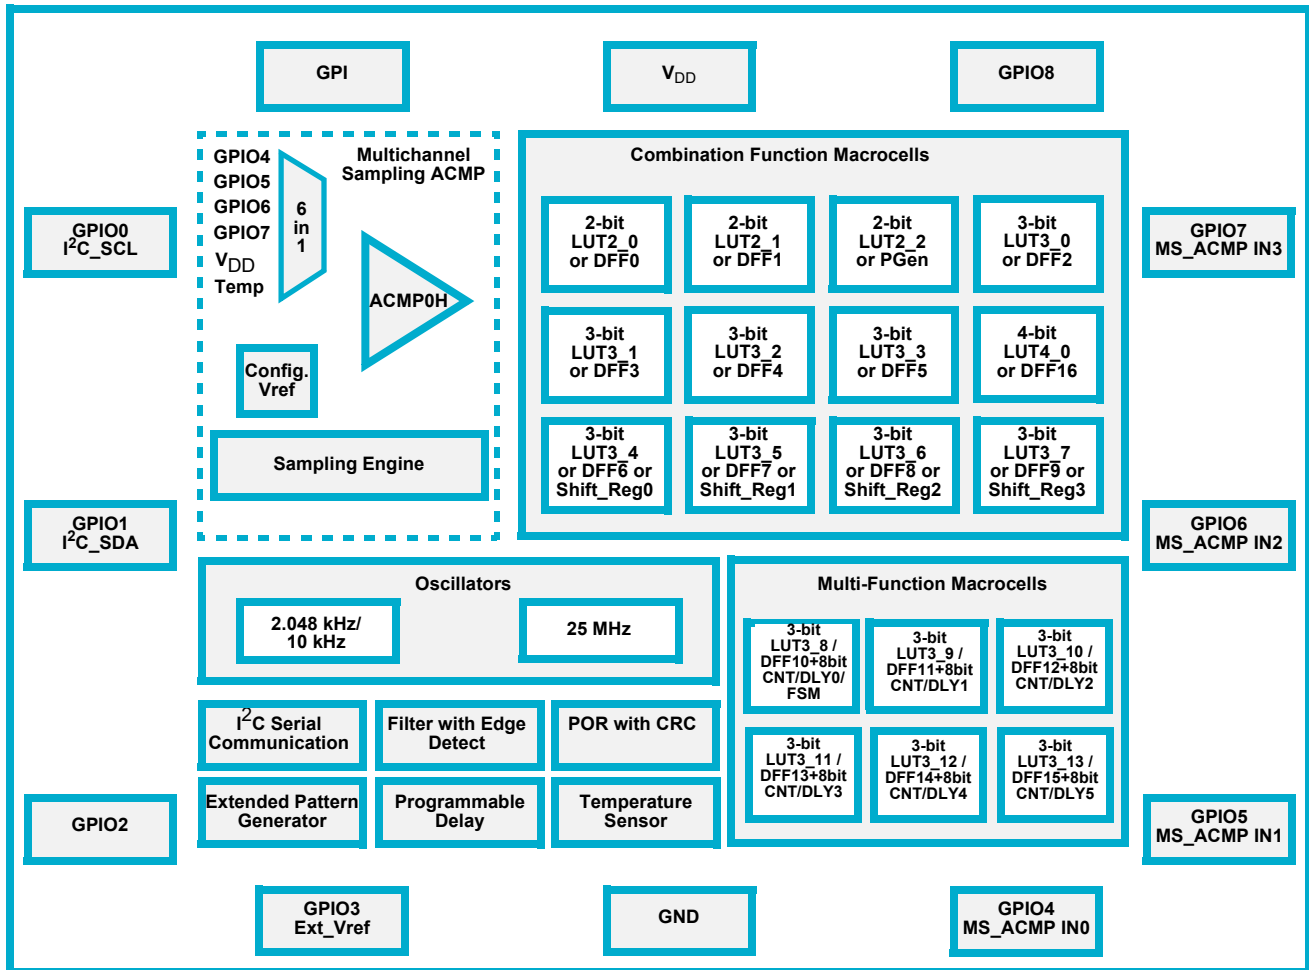 GPI
V_DD
GPIO8
GPIO4
GPIO5
GPIO6
GPIO7
V_DD
Temp
6
in
1
Multichannel
Sampling ACMP
ACMP0H
Config.
Vref
Sampling Engine
Combination Function Macrocells
2-bit
LUT2_0
or DFF0
2-bit
LUT2_1
or DFF1
2-bit
LUT2_2
or PGen
3-bit
LUT3_0
or DFF2
3-bit
LUT3_1
or DFF3
3-bit
LUT3_2
or DFF4
3-bit
LUT3_3
or DFF5
4-bit
LUT4_0
or DFF16
3-bit
LUT3_4
or DFF6 or
Shift_Reg0
3-bit
LUT3_5
or DFF7 or
Shift_Reg1
3-bit
LUT3_6
or DFF8 or
Shift_Reg2
3-bit
LUT3_7
or DFF9 or
Shift_Reg3
GPIO0
I²C_SCL
GPIO7
MS_ACMP IN3
GPIO1
I²C_SDA
GPIO6
MS_ACMP IN2
Oscillators
2.048 kHz/
10 kHz
25 MHz
Multi-Function Macrocells
3-bit
LUT3_8 /
DFF10+8bit
CNT/DLY0/
FSM
3-bit
LUT3_9 /
DFF11+8bit
CNT/DLY1
3-bit
LUT3_10 /
DFF12+8bit
CNT/DLY2
3-bit
LUT3_11 /
DFF13+8bit
CNT/DLY3
3-bit
LUT3_12 /
DFF14+8bit
CNT/DLY4
3-bit
LUT3_13 /
DFF15+8bit
CNT/DLY5
I²C Serial
Communication
Filter with Edge
Detect
POR with CRC
Extended Pattern
Generator
Programmable
Delay
Temperature
Sensor
GPIO2
GPIO5
MS_ACMP IN1
GPIO3
Ext_Vref
GND
GPIO4
MS_ACMP IN0